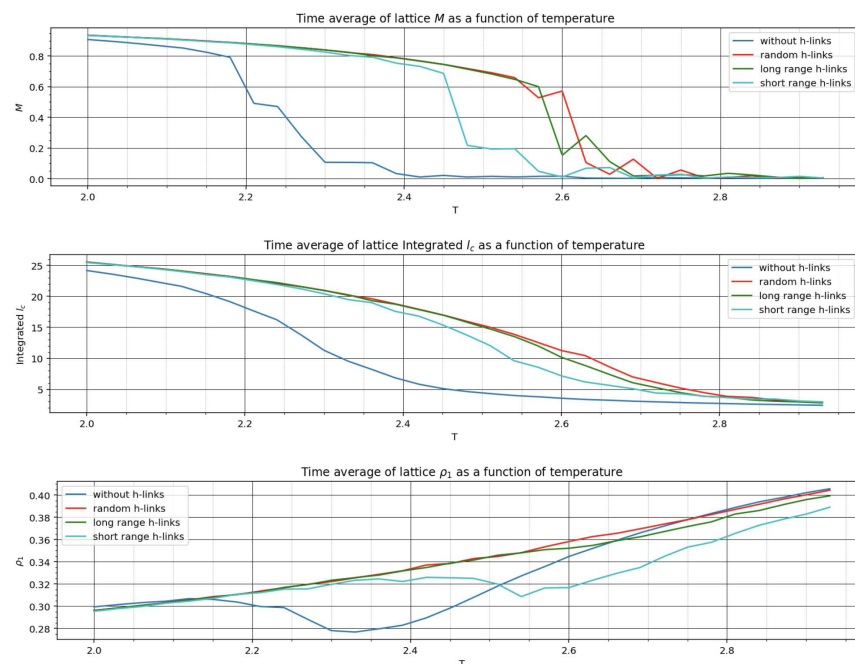 Time average of lattice M as a function of temperature
0.8
0.6
0.4
0.2
0.0
M
2.0
2.2
2.4
2.6
2.8
T
without h-links
random h-links
long range h-links
short range h-links
Time average of lattice Integrated l_c as a function of temperature
25
20
15
10
5
Integrated l_c
2.0
2.2
2.4
2.6
2.8
T
without h-links
random h-links
long range h-links
short range h-links
Time average of lattice ρ₁ as a function of temperature
0.40
0.38
0.36
0.34
0.32
0.30
0.28
ρ₁
2.0
2.2
2.4
2.6
2.8
T
without h-links
random h-links
long range h-links
short range h-links